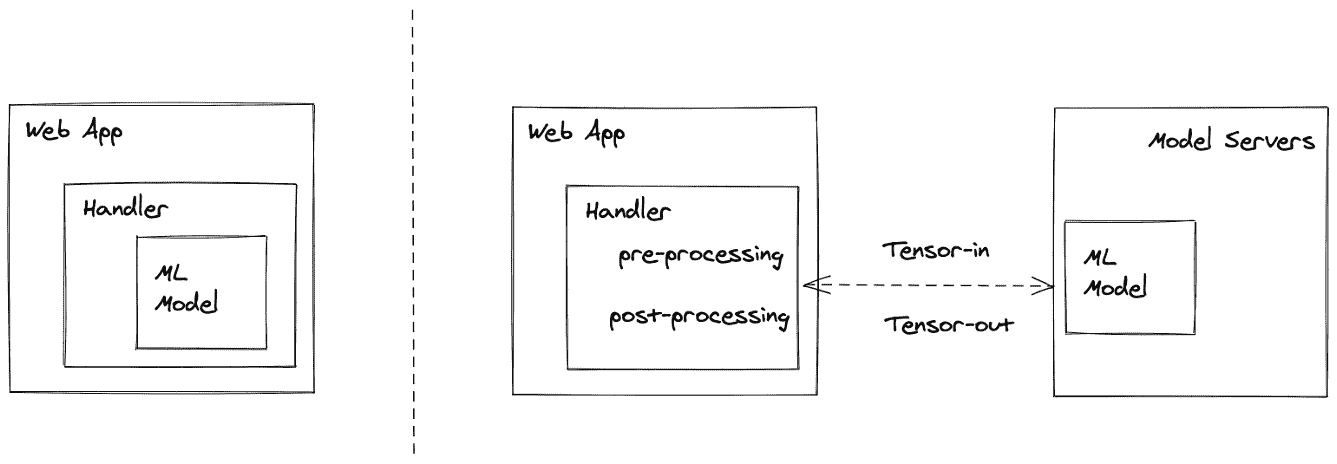 Web App
Handler
ML
Model
Web App
Handler
pre-processing
post-processing
Tensor-in
Tensor-out
Model Servers
ML
Model